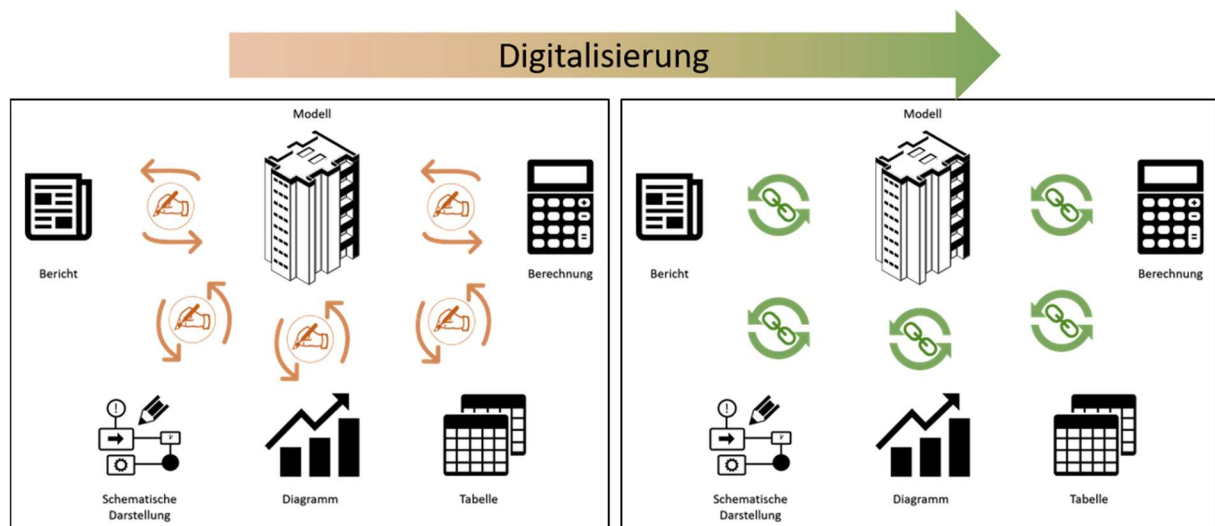 Digitalisierung
Modell
Bericht
Berechnung
Schematische
Darstellung
Diagramm
Tabelle
Modell
Bericht
Berechnung
Schematische
Darstellung
Diagramm
Tabelle